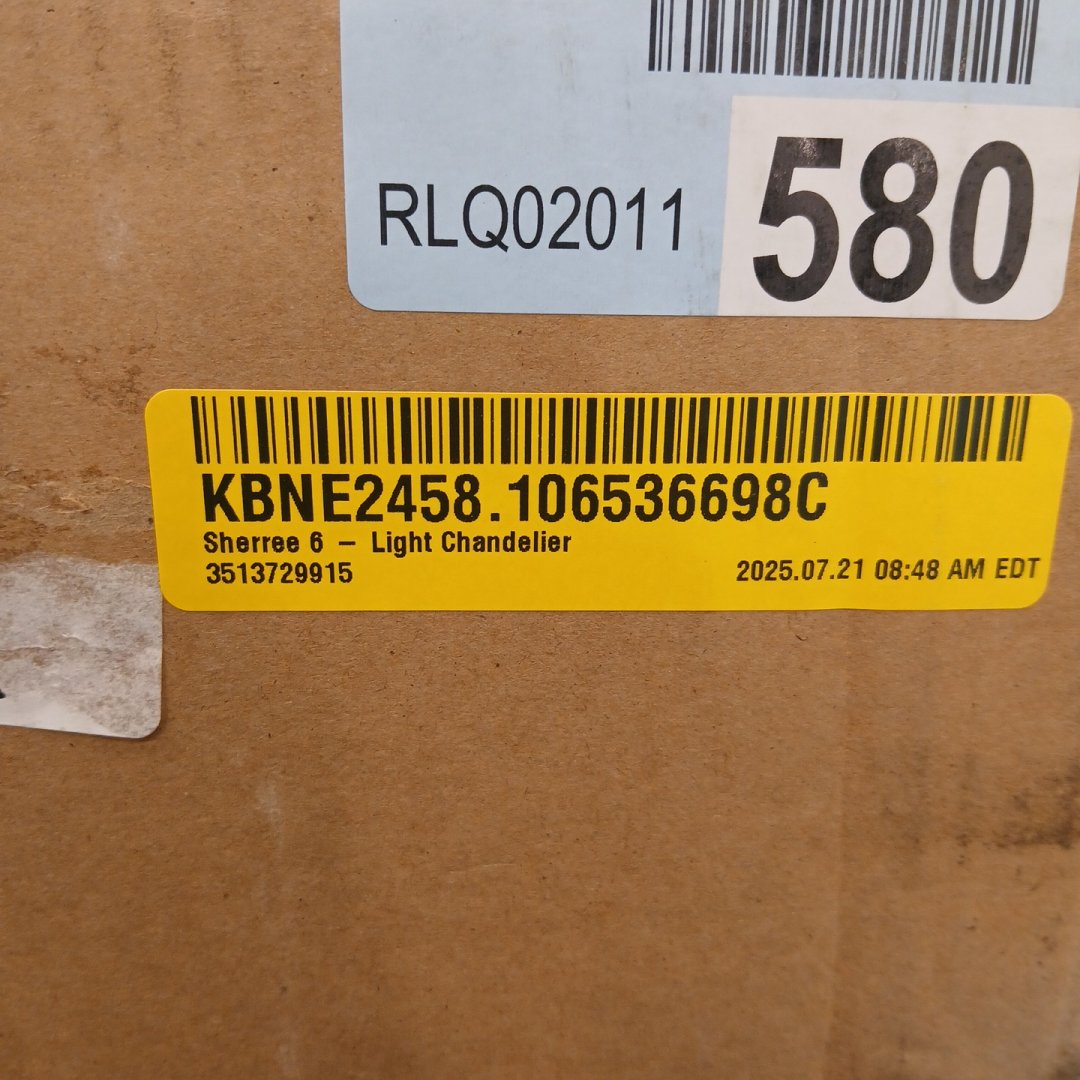 RLQ02011
580
KBNE2458.106536698C
Sherree 6 – Light Chandelier
3513729915
2025.07.21 08:48 AM EDT